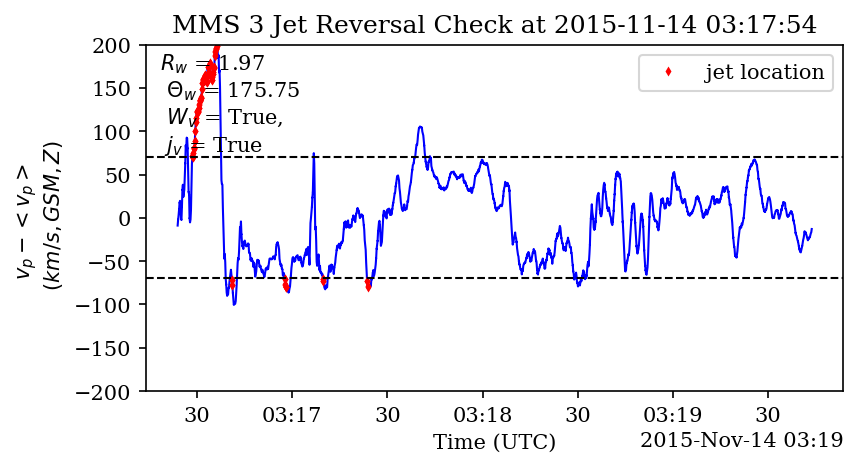 MMS 3 Jet Reversal Check at 2015-11-14 03:17:54
R_w = 1.97
Θ_w = 175.75
W_v = True,
j_v = True
jet location
v_p − < v_p >
(km/s, GSM, Z)
200
150
100
50
0
−50
−100
−150
−200
30 03:17 30 03:18 30 03:19 30
Time (UTC)
2015-Nov-14 03:19